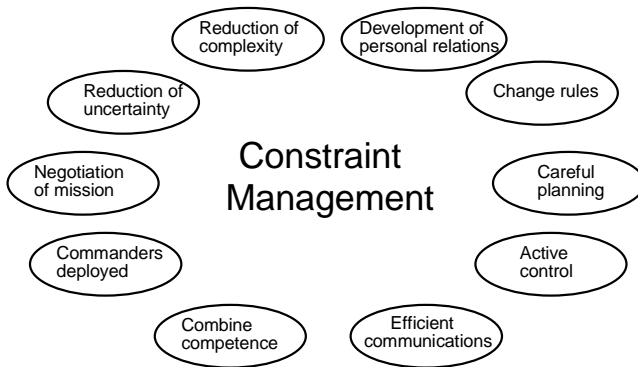 Reduction of
complexity
Development of
personal relations
Reduction of
uncertainty
Change rules
Constraint
Management
Negotiation
of mission
Careful
planning
Commanders
deployed
Active
control
Combine
competence
Efficient
communications